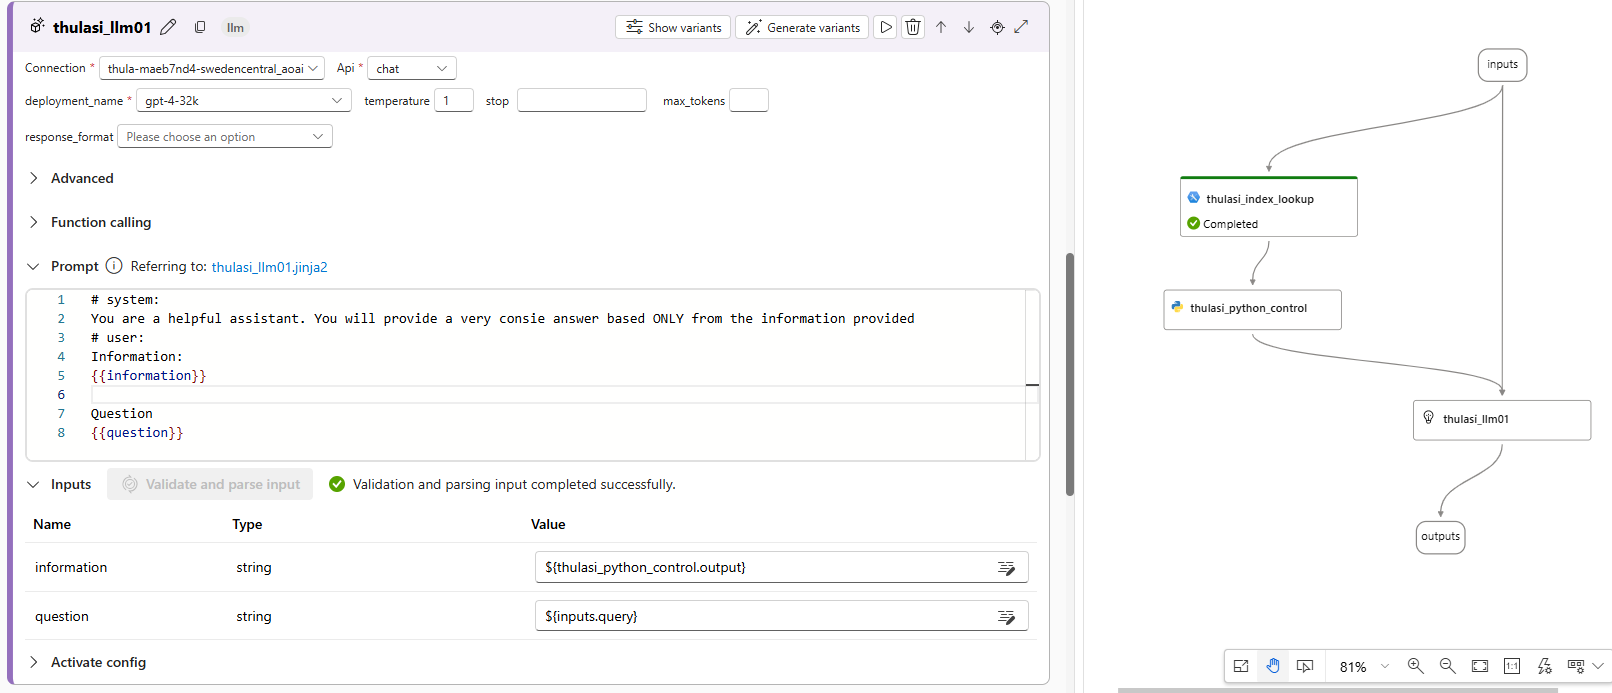 thulasi_llm01 llm Show variants Generate variants
Connection * thula-maeb7nd4-swedencentral_aoai Api * chat
deployment_name * gpt-4-32k temperature 1 stop max_tokens
response_format Please choose an option
Advanced
Function calling
Prompt Referring to: thulasi_llm01.jinja2
1 # system:
2 You are a helpful assistant. You will provide a very consie answer based ONLY from the information provided
3 # user:
4 Information:
5 {{information}}
6
7 Question
8 {{question}}
Inputs Validate and parse input Validation and parsing input completed successfully.
Name Type Value
information string ${thulasi_python_control.output}
question string ${inputs.query}
Activate config
inputs
thulasi_index_lookup
Completed
thulasi_python_control
thulasi_llm01
outputs
81% 1:1